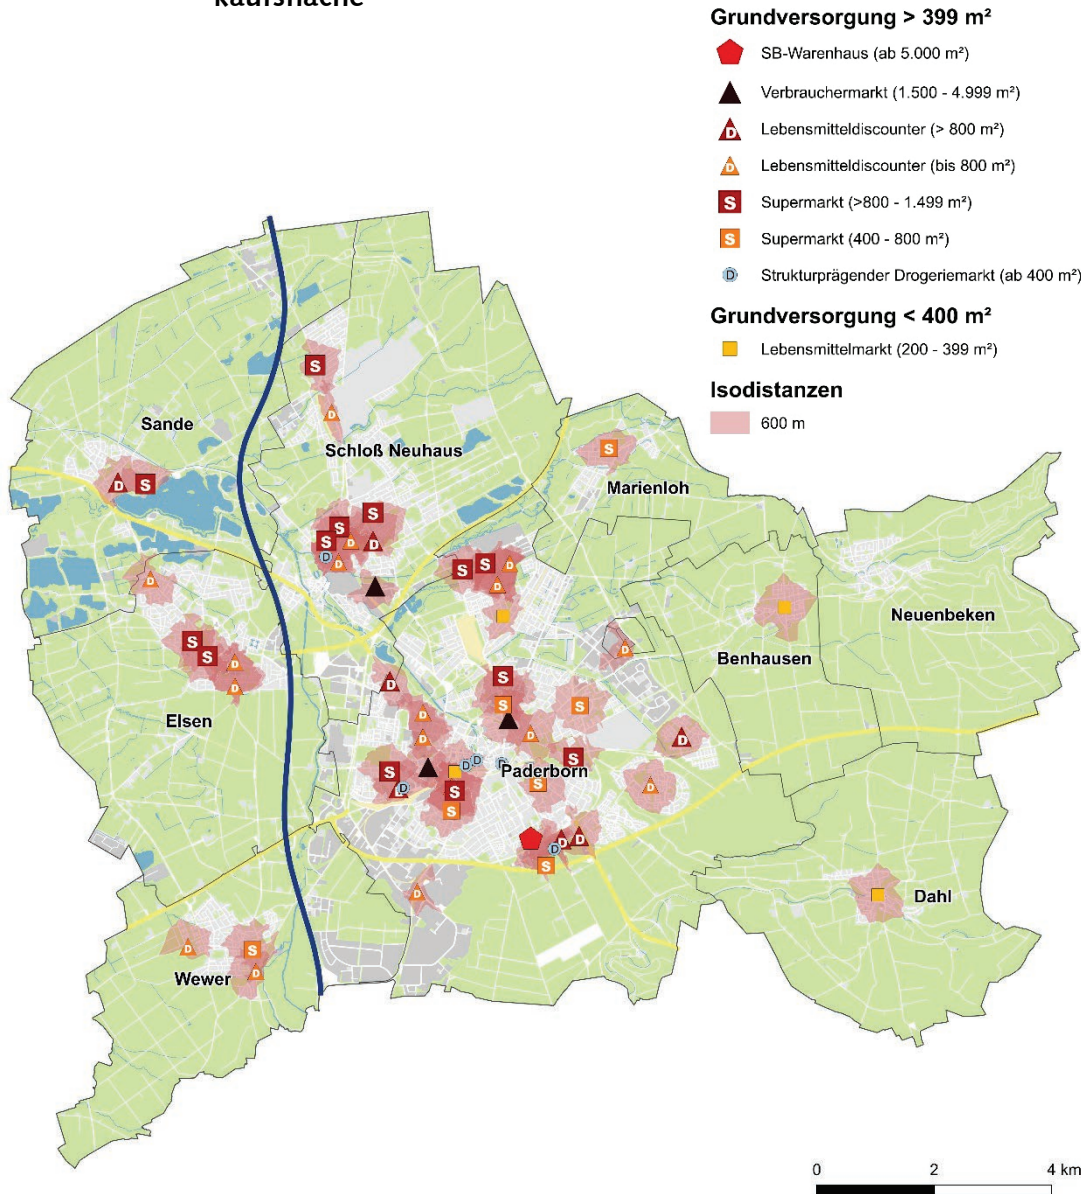 kaufsfläche
Grundversorgung > 399 m²
SB-Warenhaus (ab 5.000 m²)
Verbrauchermarkt (1.500 - 4.999 m²)
D Lebensmitteldiscounter (> 800 m²)
D Lebensmitteldiscounter (bis 800 m²)
S Supermarkt (>800 - 1.499 m²)
S Supermarkt (400 - 800 m²)
D Strukturprägender Drogeriemarkt (ab 400 m²)
Grundversorgung < 400 m²
Lebensmittelmarkt (200 - 399 m²)
Isodistanzen
600 m
S
D
Sande
Schloß Neuhaus
S
D S
Marienloh
S
S
S D D
D
D
S S D
D
D
Neuenbeken
Benhausen
S
S
D
D
D
Elsen
D
S
S
S
D
D
D
D
S
D D D
Paderborn
S
S
D
D
S
S
D
D
D
D
S
D
Dahl
D
S
D
Wewer
0 2 4 km